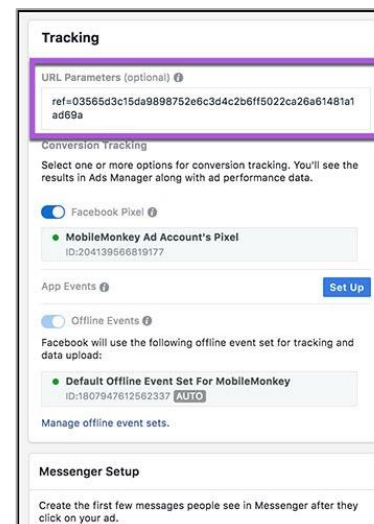 Tracking
URL Parameters (optional)
ref=03565d3c15da9898752e6c3d4c2b6ff5022ca26a61481a1
ad69a
Conversion Tracking
Select one or more options for conversion tracking. You'll see the
results in Ads Manager along with ad performance data.
Facebook Pixel
MobileMonkey Ad Account's Pixel
ID:204139566819177
App Events
Set Up
Offline Events
Facebook will use the following offline event set for tracking and
data upload:
Default Offline Event Set For MobileMonkey
ID:1807947612562337 AUTO
Manage offline event sets.
Messenger Setup
Create the first few messages people see in Messenger after they
click on your ad.